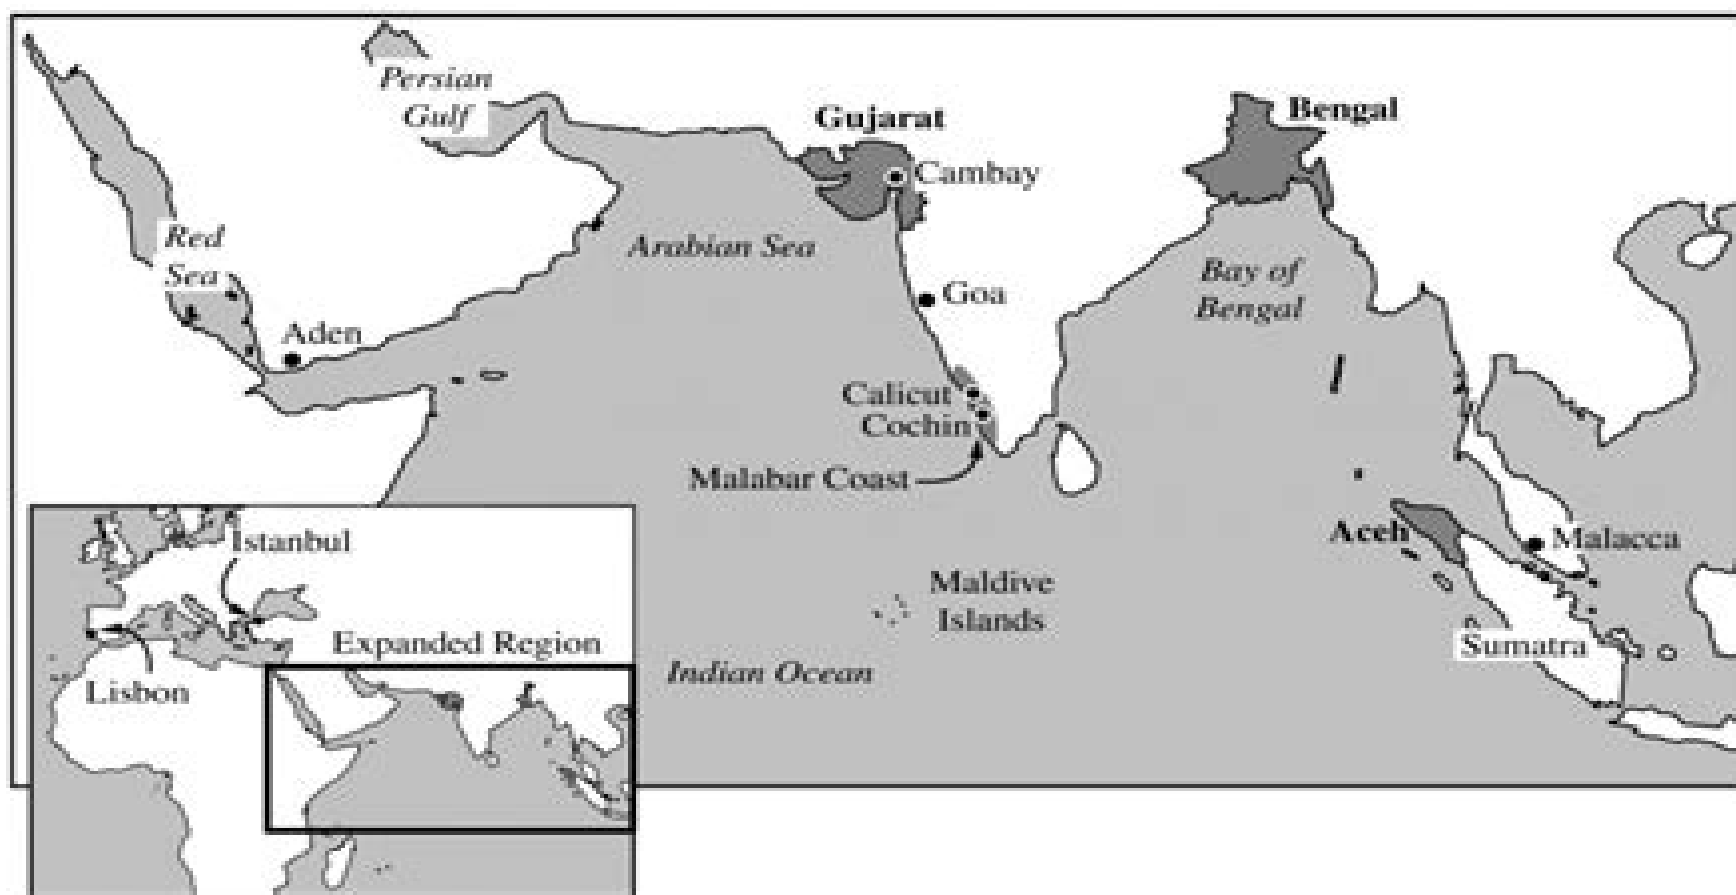 Persian
Gulf
Gujarat
Bengal
Cambay
Red
Sea
Arabian Sea
Bay of
Bengal
Goa
Aden
Calicut
Cochin
Malabar Coast
Aceh
Malacca
Maldive
Islands
Sumatra
Indian Ocean
Istanbul
Expanded Region
Lisbon